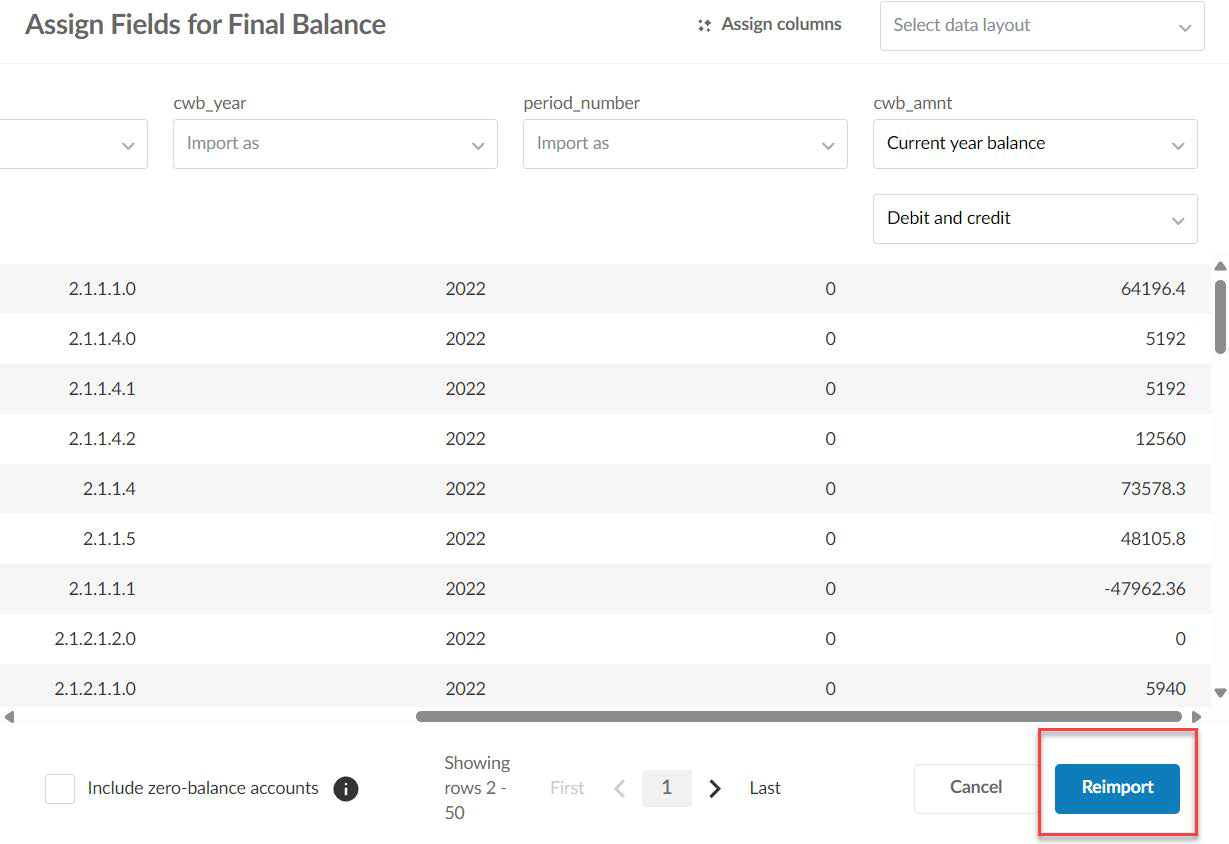 Assign Fields for Final Balance
Assign columns
Select data layout
cwb_year
period_number
cwb_amnt
Import as
Import as
Current year balance
Debit and credit
2.1.1.1.0 2022 0 64196.4
2.1.1.4.0 2022 0 5192
2.1.1.4.1 2022 0 5192
2.1.1.4.2 2022 0 12560
2.1.1.4 2022 0 73578.3
2.1.1.5 2022 0 48105.8
2.1.1.1.1 2022 0 -47962.36
2.1.2.1.2.0 2022 0 0
2.1.2.1.1.0 2022 0 5940
Include zero-balance accounts
Showing
rows 2 -
50
First
1
Last
Cancel
Reimport